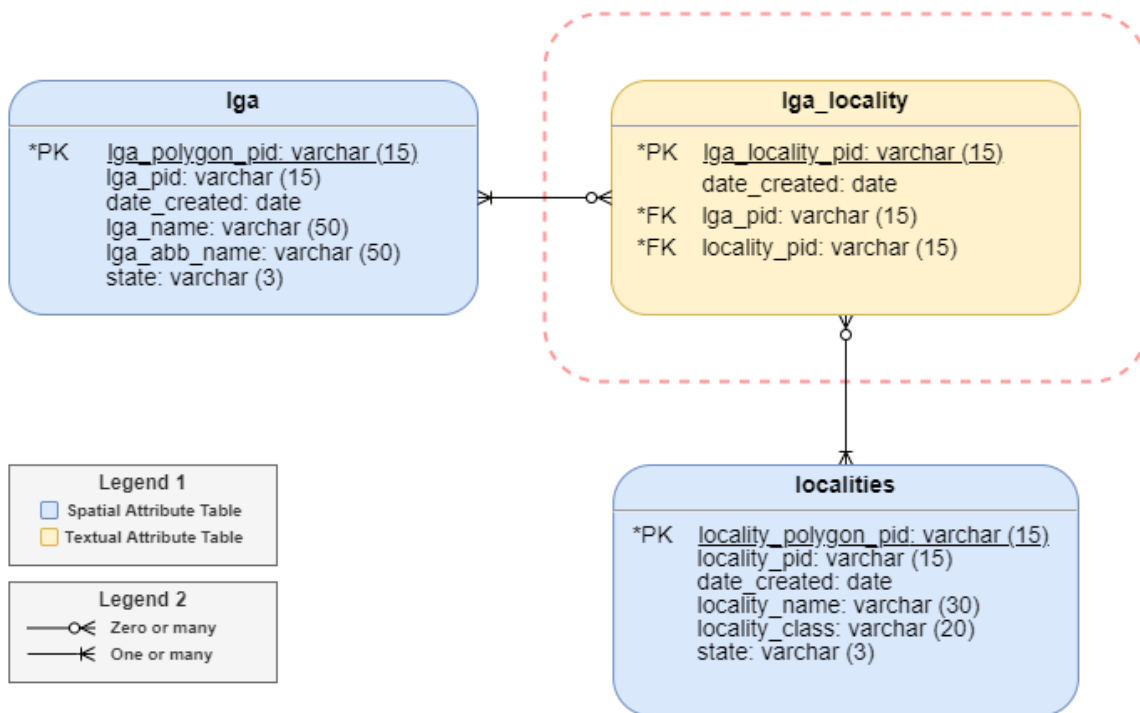 lga
*PK lga_polygon_pid: varchar (15)
lga_pid: varchar (15)
date_created: date
lga_name: varchar (50)
lga_abb_name: varchar (50)
state: varchar (3)
lga_locality
*PK lga_locality_pid: varchar (15)
date_created: date
*FK lga_pid: varchar (15)
*FK locality_pid: varchar (15)
localities
*PK locality_polygon_pid: varchar (15)
locality_pid: varchar (15)
date_created: date
locality_name: varchar (30)
locality_class: varchar (20)
state: varchar (3)
Legend 1
Spatial Attribute Table
Textual Attribute Table
Legend 2
Zero or many
One or many